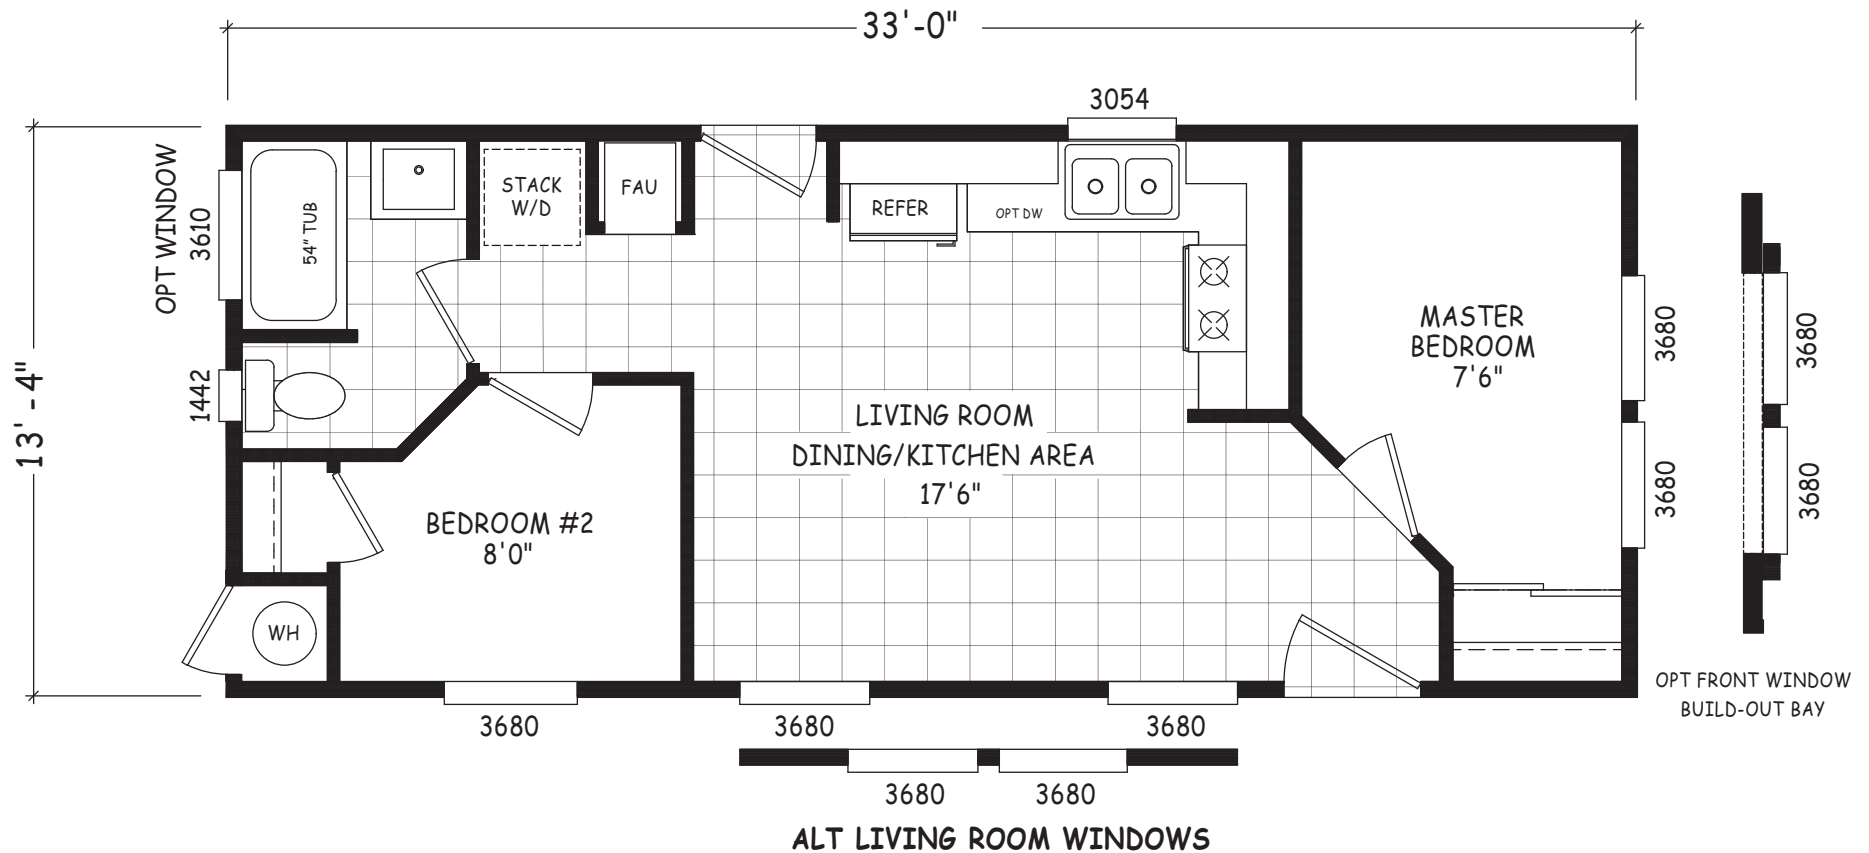 33'-0"
3054
13' -4"
OPT WINDOW
3610
1442
54" TUB
STACK
W/D
FAU
REFER
OPT DW
MASTER
BEDROOM
7'6"
3680
3680
3680
3680
LIVING ROOM
DINING/KITCHEN AREA
17'6"
BEDROOM #2
8'0"
WH
OPT FRONT WINDOW
BUILD-OUT BAY
3680
3680
3680
3680
3680
ALT LIVING ROOM WINDOWS